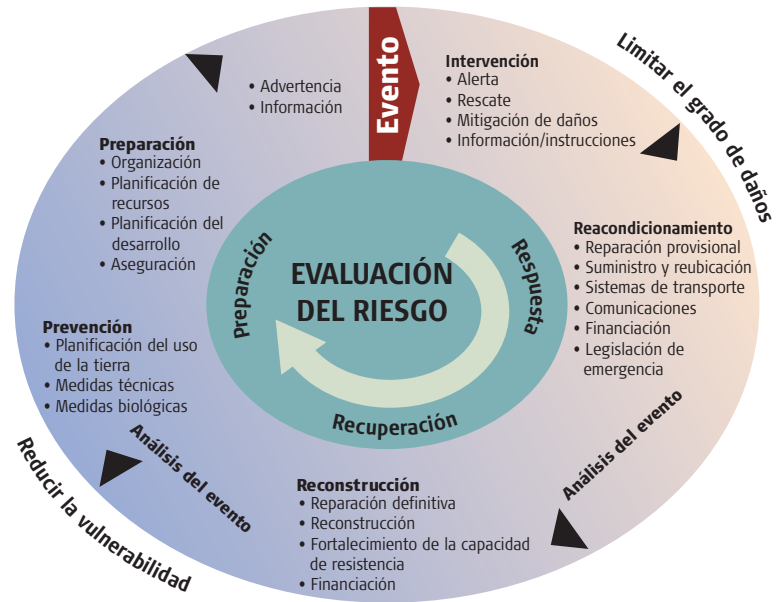 • Advertencia
• Información
Evento
Intervención
• Alerta
• Rescate
• Mitigación de daños
• Información/instrucciones
Limitar el grado de daños
Reacondicionamiento
• Reparación provisional
• Suministro y reubicación
• Sistemas de transporte
• Comunicaciones
• Financiación
• Legislación de
emergencia
Análisis del evento
Reconstrucción
• Reparación definitiva
• Reconstrucción
• Fortalecimiento de la capacidad
de resistencia
• Financiación
Análisis del evento
Reducir la vulnerabilidad
Prevención
• Planificación del uso
de la tierra
• Medidas técnicas
• Medidas biológicas
Preparación
• Organización
• Planificación de
recursos
• Planificación del
desarrollo
• Aseguración
EVALUACIÓN
DEL RIESGO
Respuesta
Recuperación
Preparación